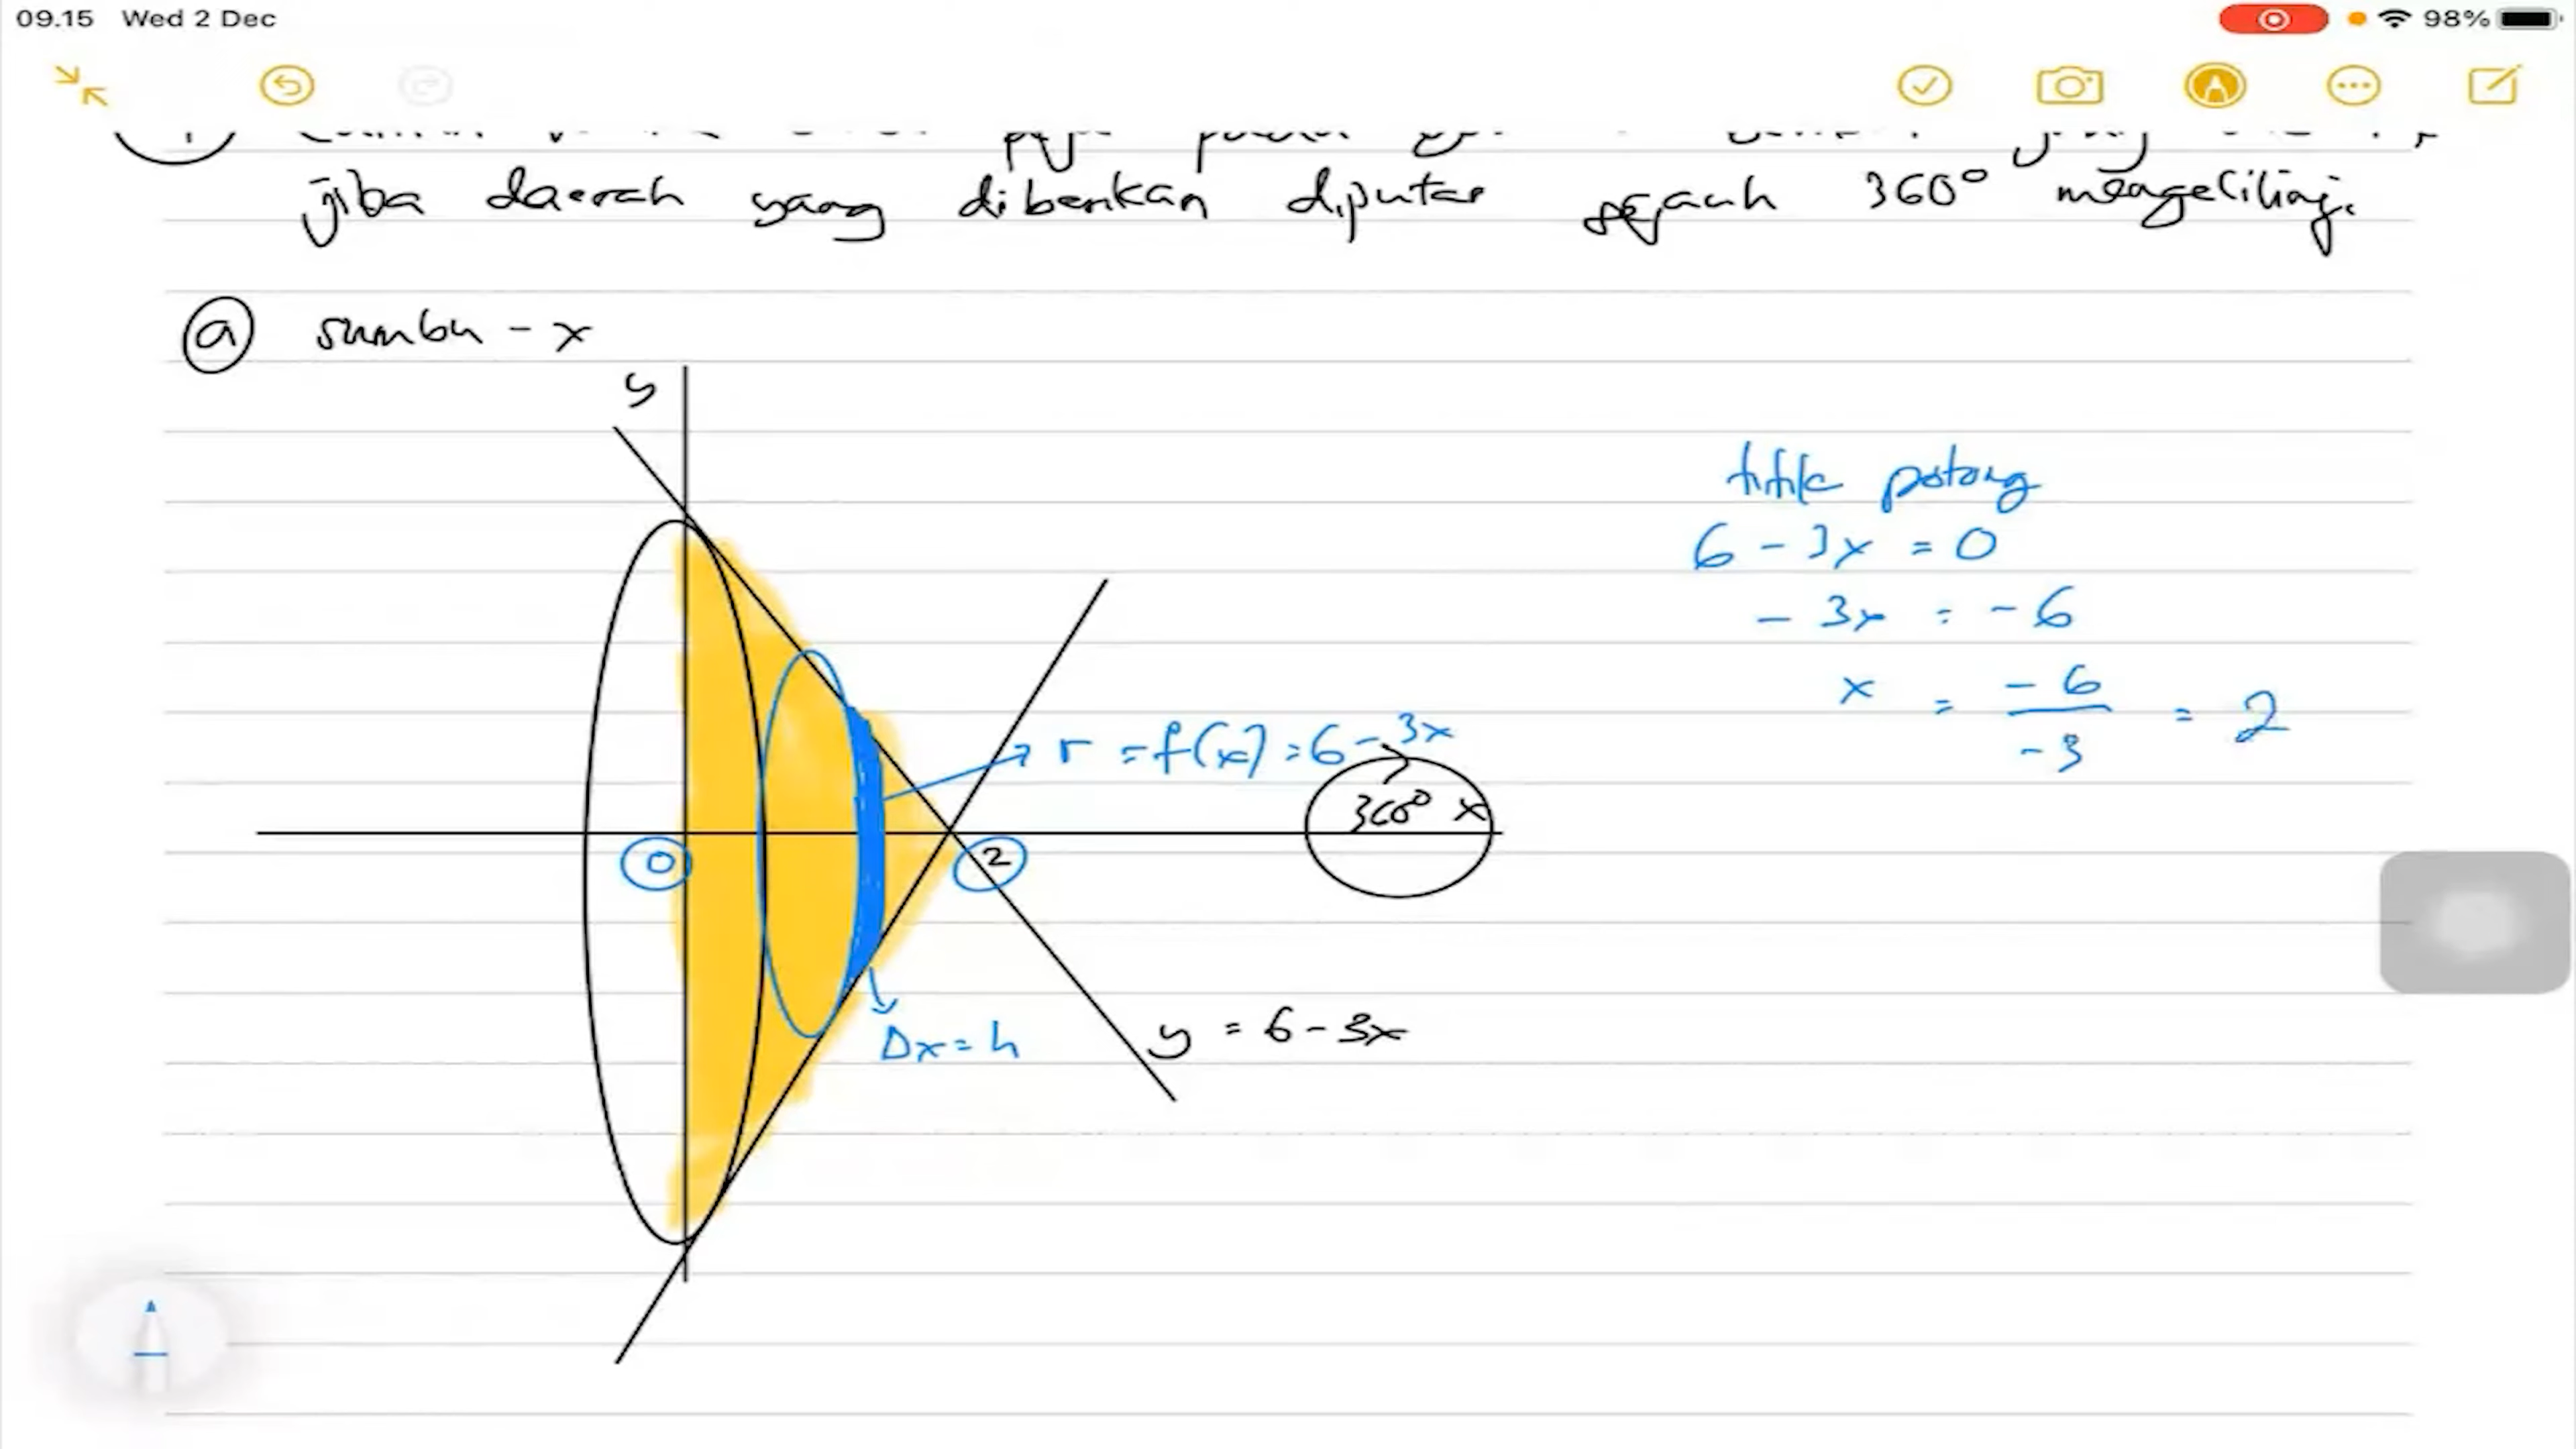 09.15 Wed 2 Dec
98%
jika daerah yang diberikan diputar sejauh 360° mengelilingi.
a sumbu - x
y
titik potong
6 - 3x = 0
- 3x = -6
x = -6/-3 = 2
r = f(x) = 6 - 3x
360° x
0
2
Δx = h
y = 6 - 3x